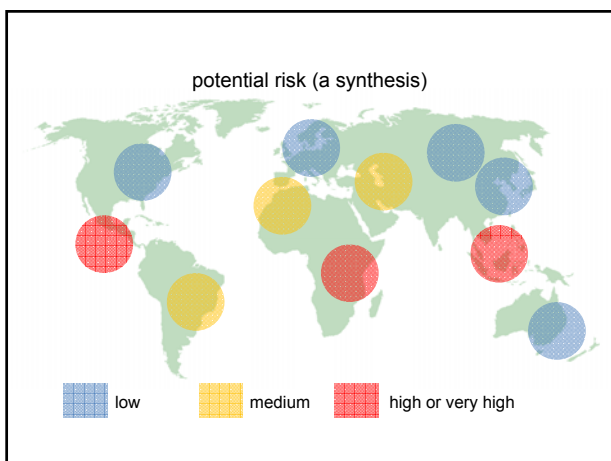 potential risk (a synthesis)
low medium high or very high